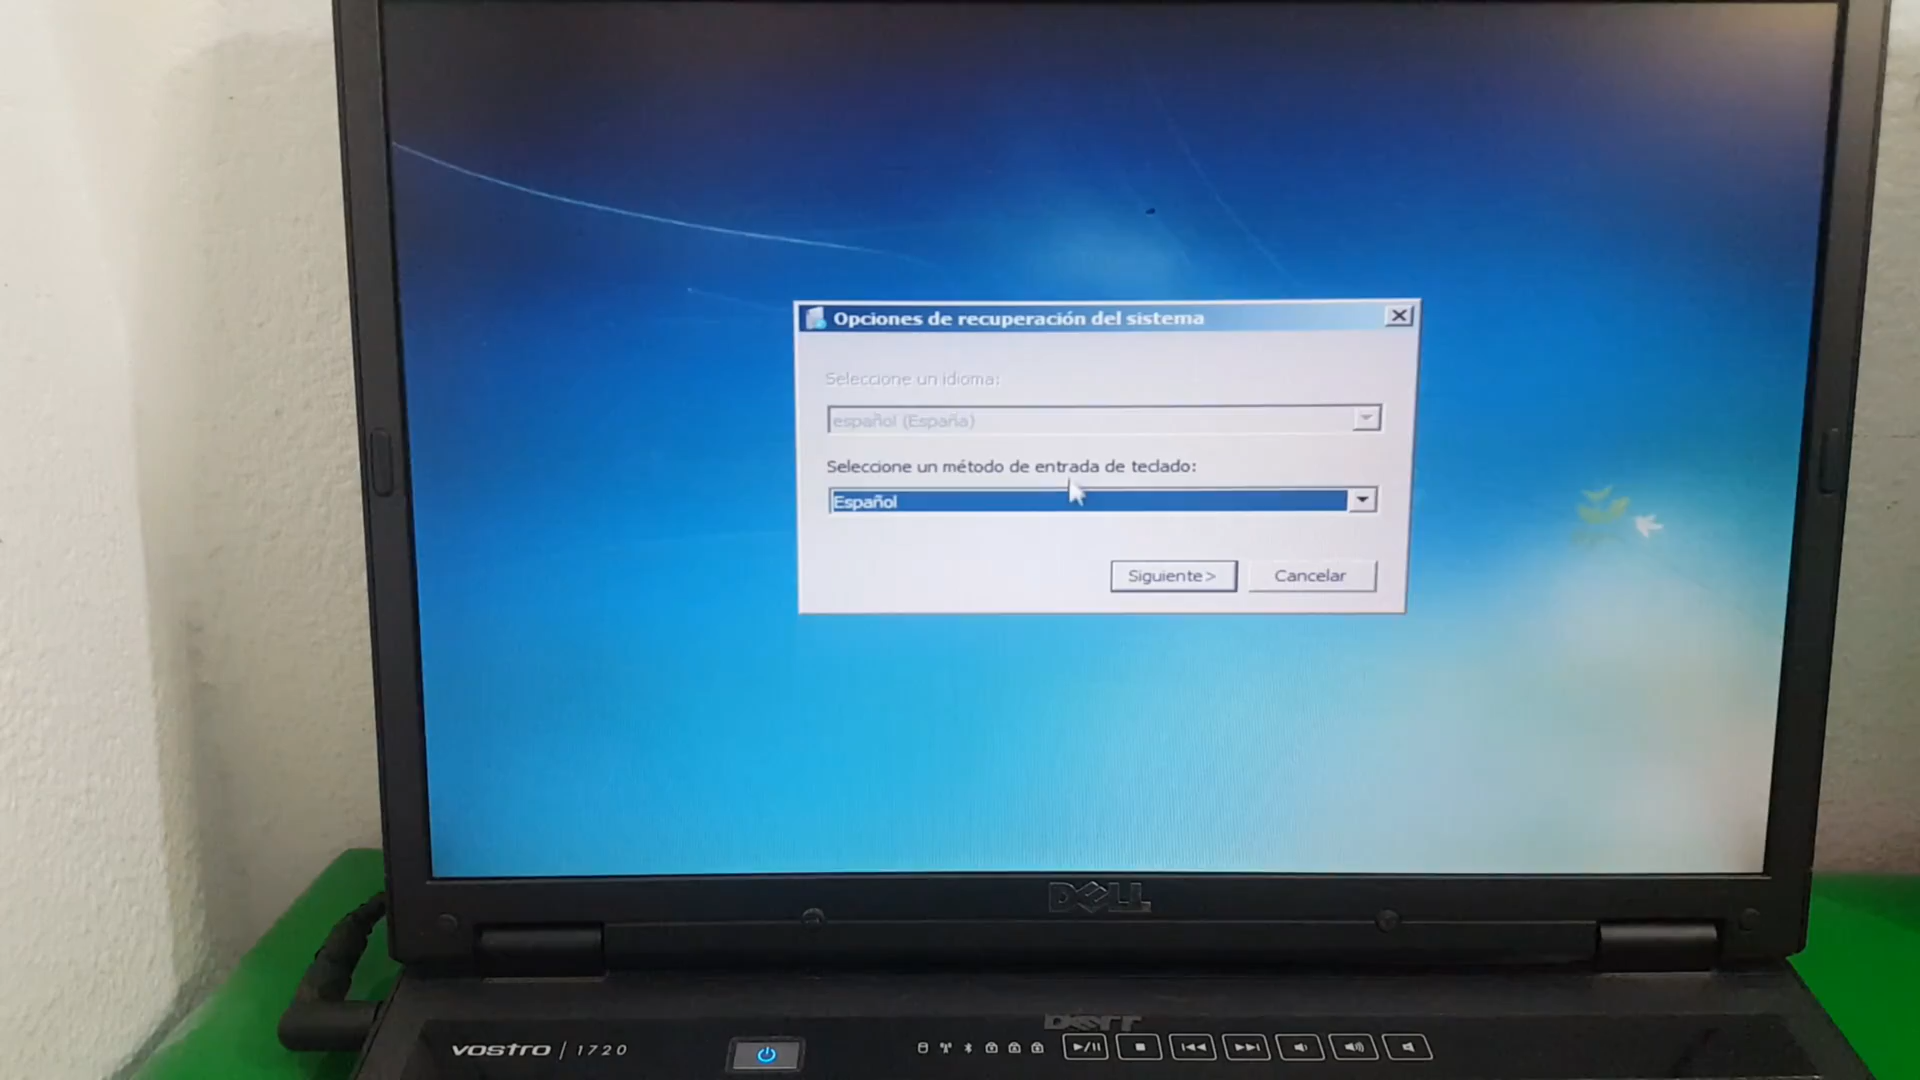 Opciones de recuperación del sistema
Seleccione un idioma:
español (España)
Seleccione un método de entrada de teclado:
Español
Siguiente >
Cancelar
DELL
DELL
VOSTRO | 1720